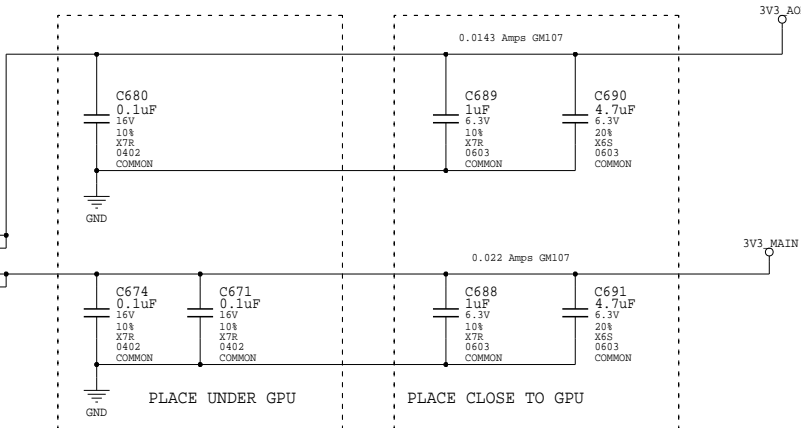 3V3_AO
0.0143 Amps GM107
C680
0.1uF
16V
10%
X7R
0402
COMMON
C689
1uF
6.3V
10%
X7R
0603
COMMON
C690
4.7uF
6.3V
20%
X6S
0603
COMMON
GND
3V3_MAIN
0.022 Amps GM107
C674
0.1uF
16V
10%
X7R
0402
COMMON
C671
0.1uF
16V
10%
X7R
0402
COMMON
C688
1uF
6.3V
10%
X7R
0603
COMMON
C691
4.7uF
6.3V
20%
X6S
0603
COMMON
GND
PLACE UNDER GPU
PLACE CLOSE TO GPU